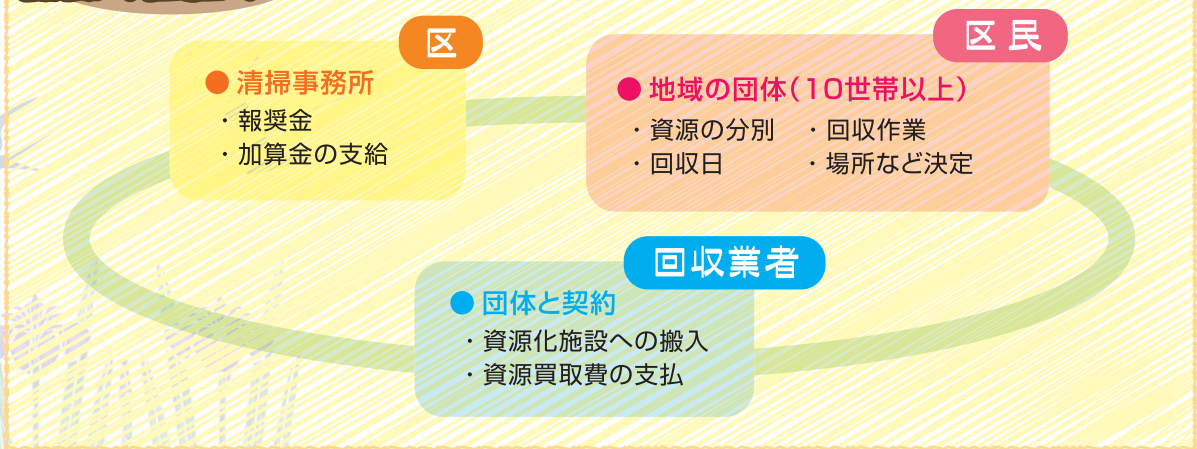 区
● 清掃事務所
・報奨金
・加算金の支給
区民
● 地域の団体（10世帯以上）
・資源の分別 ・回収作業
・回収日 ・場所など決定
回収業者
● 団体と契約
・資源化施設への搬入
・資源買取費の支払